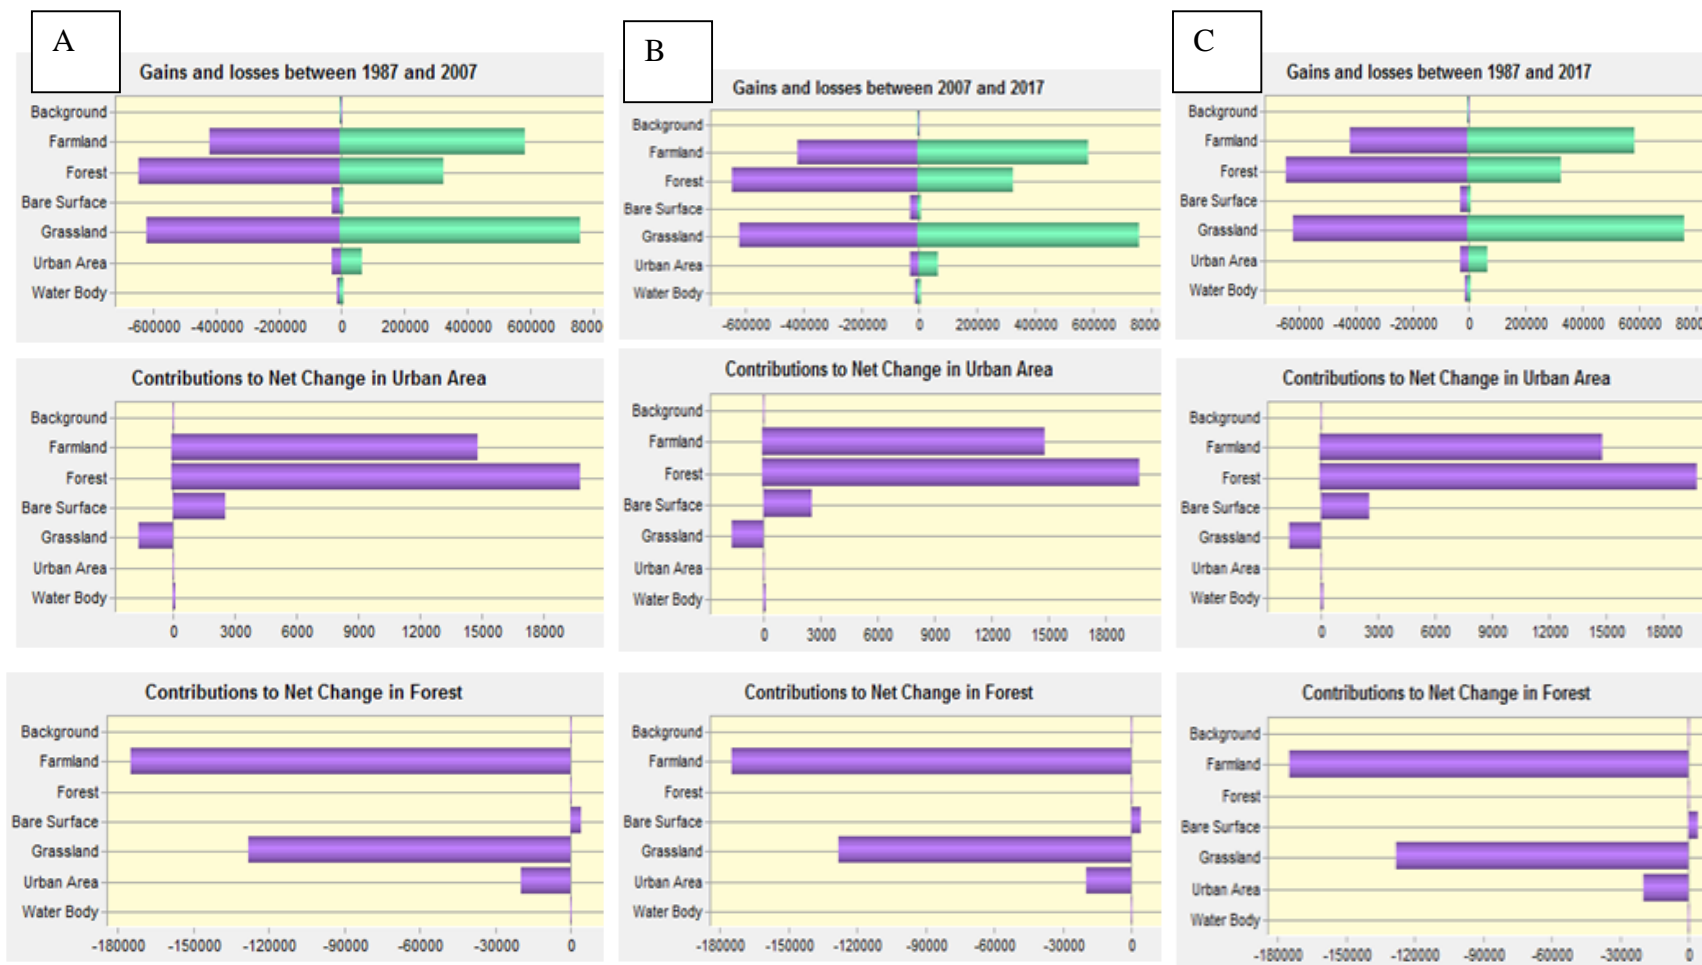 A
Gains and losses between 1987 and 2007
Background
Farmland
Forest
Bare Surface
Grassland
Urban Area
Water Body
-600000 -400000 -200000 0 200000 400000 600000 8000
Contributions to Net Change in Urban Area
Background
Farmland
Forest
Bare Surface
Grassland
Urban Area
Water Body
0 3000 6000 9000 12000 15000 18000
Contributions to Net Change in Forest
Background
Farmland
Forest
Bare Surface
Grassland
Urban Area
Water Body
-180000 -150000 -120000 -90000 -60000 -30000 0
B
Gains and losses between 2007 and 2017
Background
Farmland
Forest
Bare Surface
Grassland
Urban Area
Water Body
-600000 -400000 -200000 0 200000 400000 600000 8000
Contributions to Net Change in Urban Area
Background
Farmland
Forest
Bare Surface
Grassland
Urban Area
Water Body
0 3000 6000 9000 12000 15000 18000
Contributions to Net Change in Forest
Background
Farmland
Forest
Bare Surface
Grassland
Urban Area
Water Body
-180000 -150000 -120000 -90000 -60000 -30000 0
C
Gains and losses between 1987 and 2017
Background
Farmland
Forest
Bare Surface
Grassland
Urban Area
Water Body
-600000 -400000 -200000 0 200000 400000 600000 8000
Contributions to Net Change in Urban Area
Background
Farmland
Forest
Bare Surface
Grassland
Urban Area
Water Body
0 3000 6000 9000 12000 15000 18000
Contributions to Net Change in Forest
Background
Farmland
Forest
Bare Surface
Grassland
Urban Area
Water Body
-180000 -150000 -120000 -90000 -60000 -30000 0